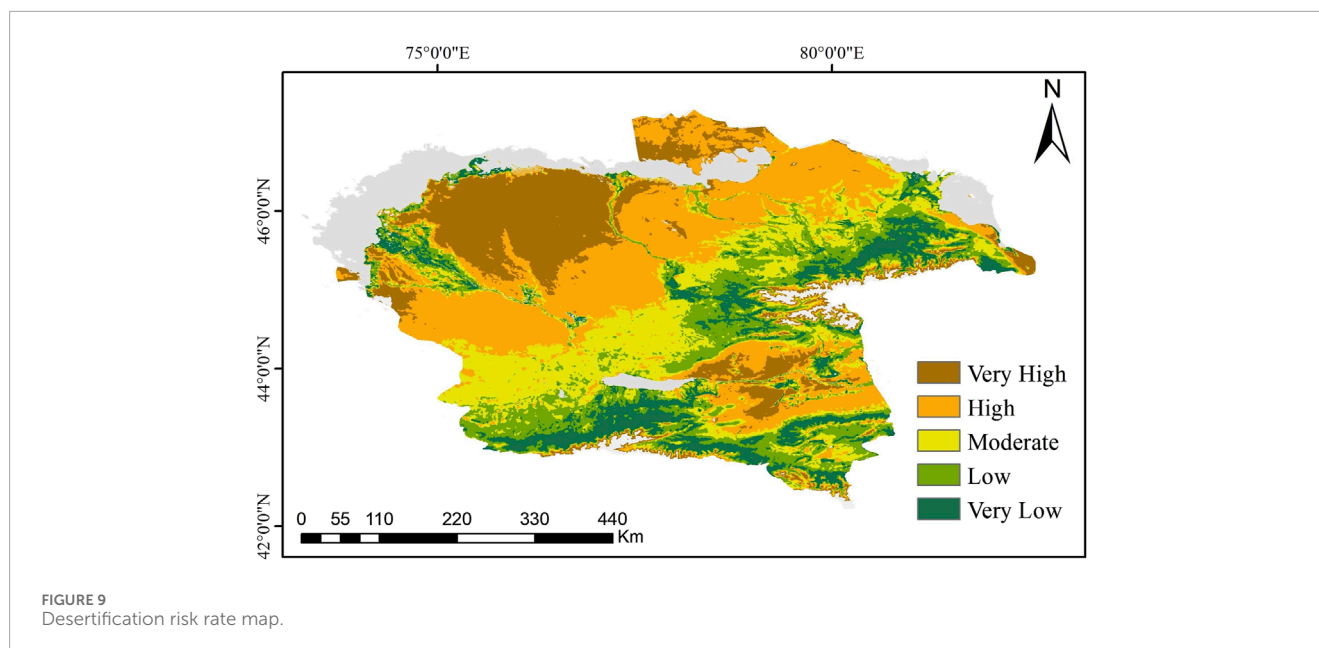 75°0'0"E 80°0'0"E
N
46°0'0"N
44°0'0"N
42°0'0"N
Very High
High
Moderate
Low
Very Low
0 55 110 220 330 440
Km
FIGURE 9
Desertification risk rate map.